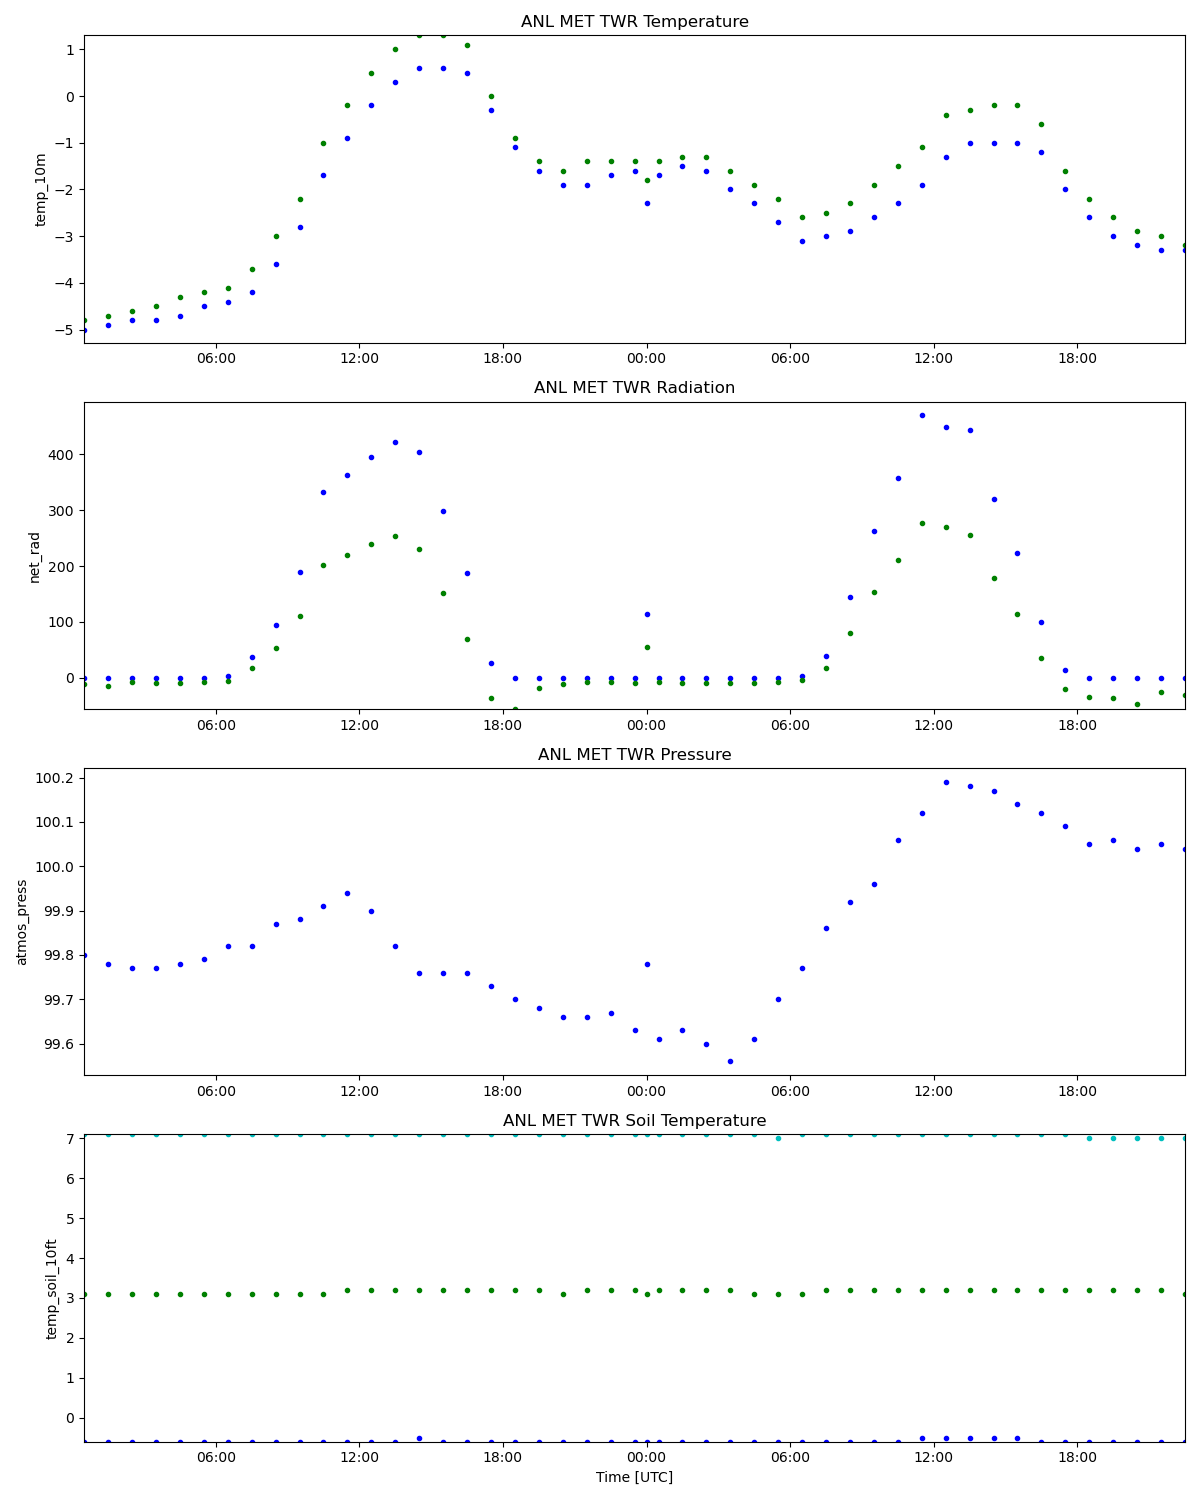 ANL MET TWR Temperature
temp_10m
1
0
−1
−2
−3
−4
−5
06:00 12:00 18:00 00:00 06:00 12:00 18:00
ANL MET TWR Radiation
net_rad
400
300
200
100
0
06:00 12:00 18:00 00:00 06:00 12:00 18:00
ANL MET TWR Pressure
atmos_press
100.2
100.1
100.0
99.9
99.8
99.7
99.6
06:00 12:00 18:00 00:00 06:00 12:00 18:00
ANL MET TWR Soil Temperature
temp_soil_10ft
7
6
5
4
3
2
1
0
06:00 12:00 18:00 00:00 06:00 12:00 18:00
Time [UTC]